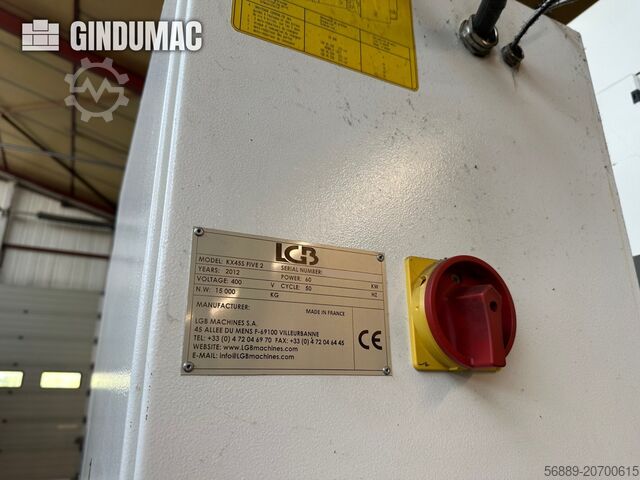 GINDUMAC
LGB
MODEL: KX45S FIVE 2 SERIAL NUMBER:
YEARS: 2012 POWER: 60 KW
VOLTAGE: 400 V CYCLE: 50 HZ
N.W: 15 000 KG
MANUFACTURER: MADE IN FRANCE
LGB MACHINES S.A.
45 ALLEE DU MENS F-69100 VILLEURBANNE
TEL: +33 (0) 4 72 04 69 70 FAX: +33 (0) 4 72 04 64 45
WEBSITE: www.LGBmachines.com
E-MAIL: info@LGBmachines.com
CE
56889-20700615